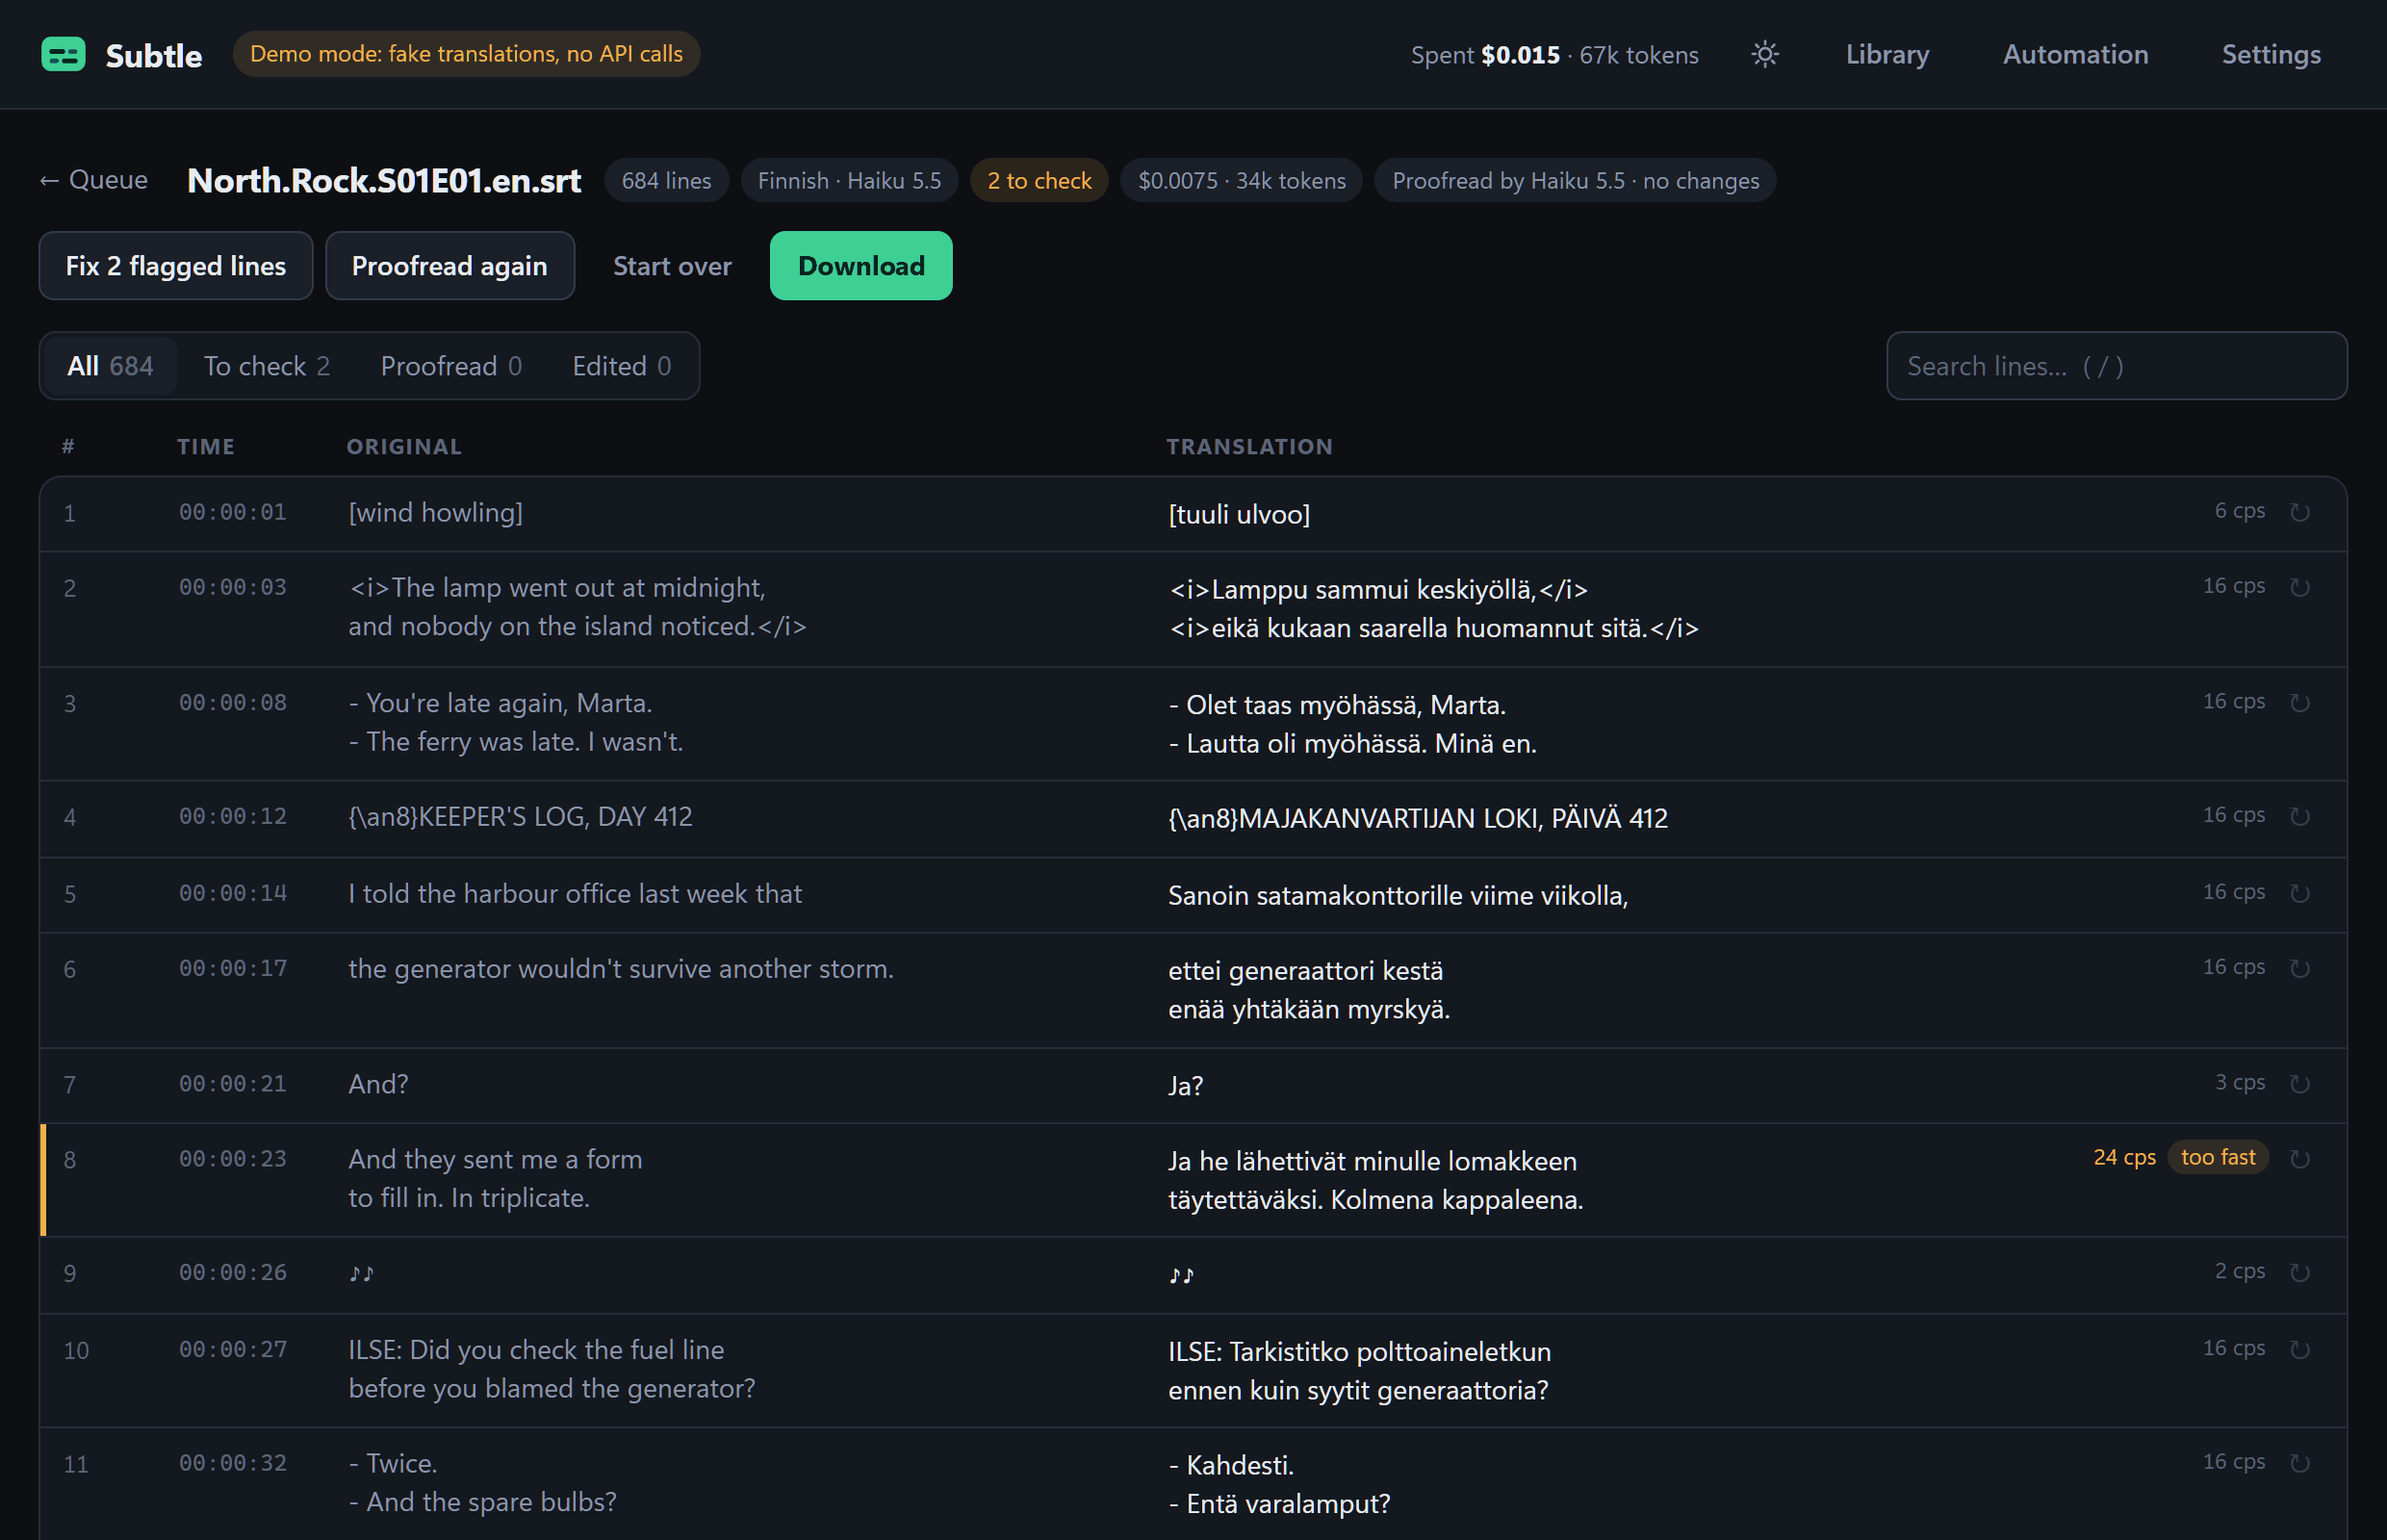 Subtle
Demo mode: fake translations, no API calls
Spent $0.015 · 67k tokens
Library
Automation
Settings
← Queue
North.Rock.S01E01.en.srt
684 lines
Finnish · Haiku 5.5
2 to check
$0.0075 · 34k tokens
Proofread by Haiku 5.5 · no changes
Fix 2 flagged lines
Proofread again
Start over
Download
All 684
To check 2
Proofread 0
Edited 0
Search lines... ( / )
# TIME ORIGINAL TRANSLATION
1 00:00:01 [wind howling] [tuuli ulvoo] 6 cps ↻
2 00:00:03 <i>The lamp went out at midnight, <i>Lamppu sammui keskiyöllä,</i> 16 cps ↻
and nobody on the island noticed.</i> <i>eikä kukaan saarella huomannut sitä.</i>
3 00:00:08 - You're late again, Marta. - Olet taas myöhässä, Marta. 16 cps ↻
- The ferry was late. I wasn't. - Lautta oli myöhässä. Minä en.
4 00:00:12 {\an8}KEEPER'S LOG, DAY 412 {\an8}MAJAKANVARTIJAN LOKI, PÄIVÄ 412 16 cps ↻
5 00:00:14 I told the harbour office last week that Sanoin satamakonttorille viime viikolla, 16 cps ↻
6 00:00:17 the generator wouldn't survive another storm. ettei generaattori kestä 16 cps ↻
enää yhtäkään myrskyä.
7 00:00:21 And? Ja? 3 cps ↻
8 00:00:23 And they sent me a form Ja he lähettivät minulle lomakkeen 24 cps too fast ↻
to fill in. In triplicate. täytettäväksi. Kolmena kappaleena.
9 00:00:26 ♪♪ ♪♪ 2 cps ↻
10 00:00:27 ILSE: Did you check the fuel line ILSE: Tarkistitko polttoaineletkun 16 cps ↻
before you blamed the generator? ennen kuin syytit generaattoria?
11 00:00:32 - Twice. - Kahdesti. 16 cps ↻
- And the spare bulbs? - Entä varalamput?